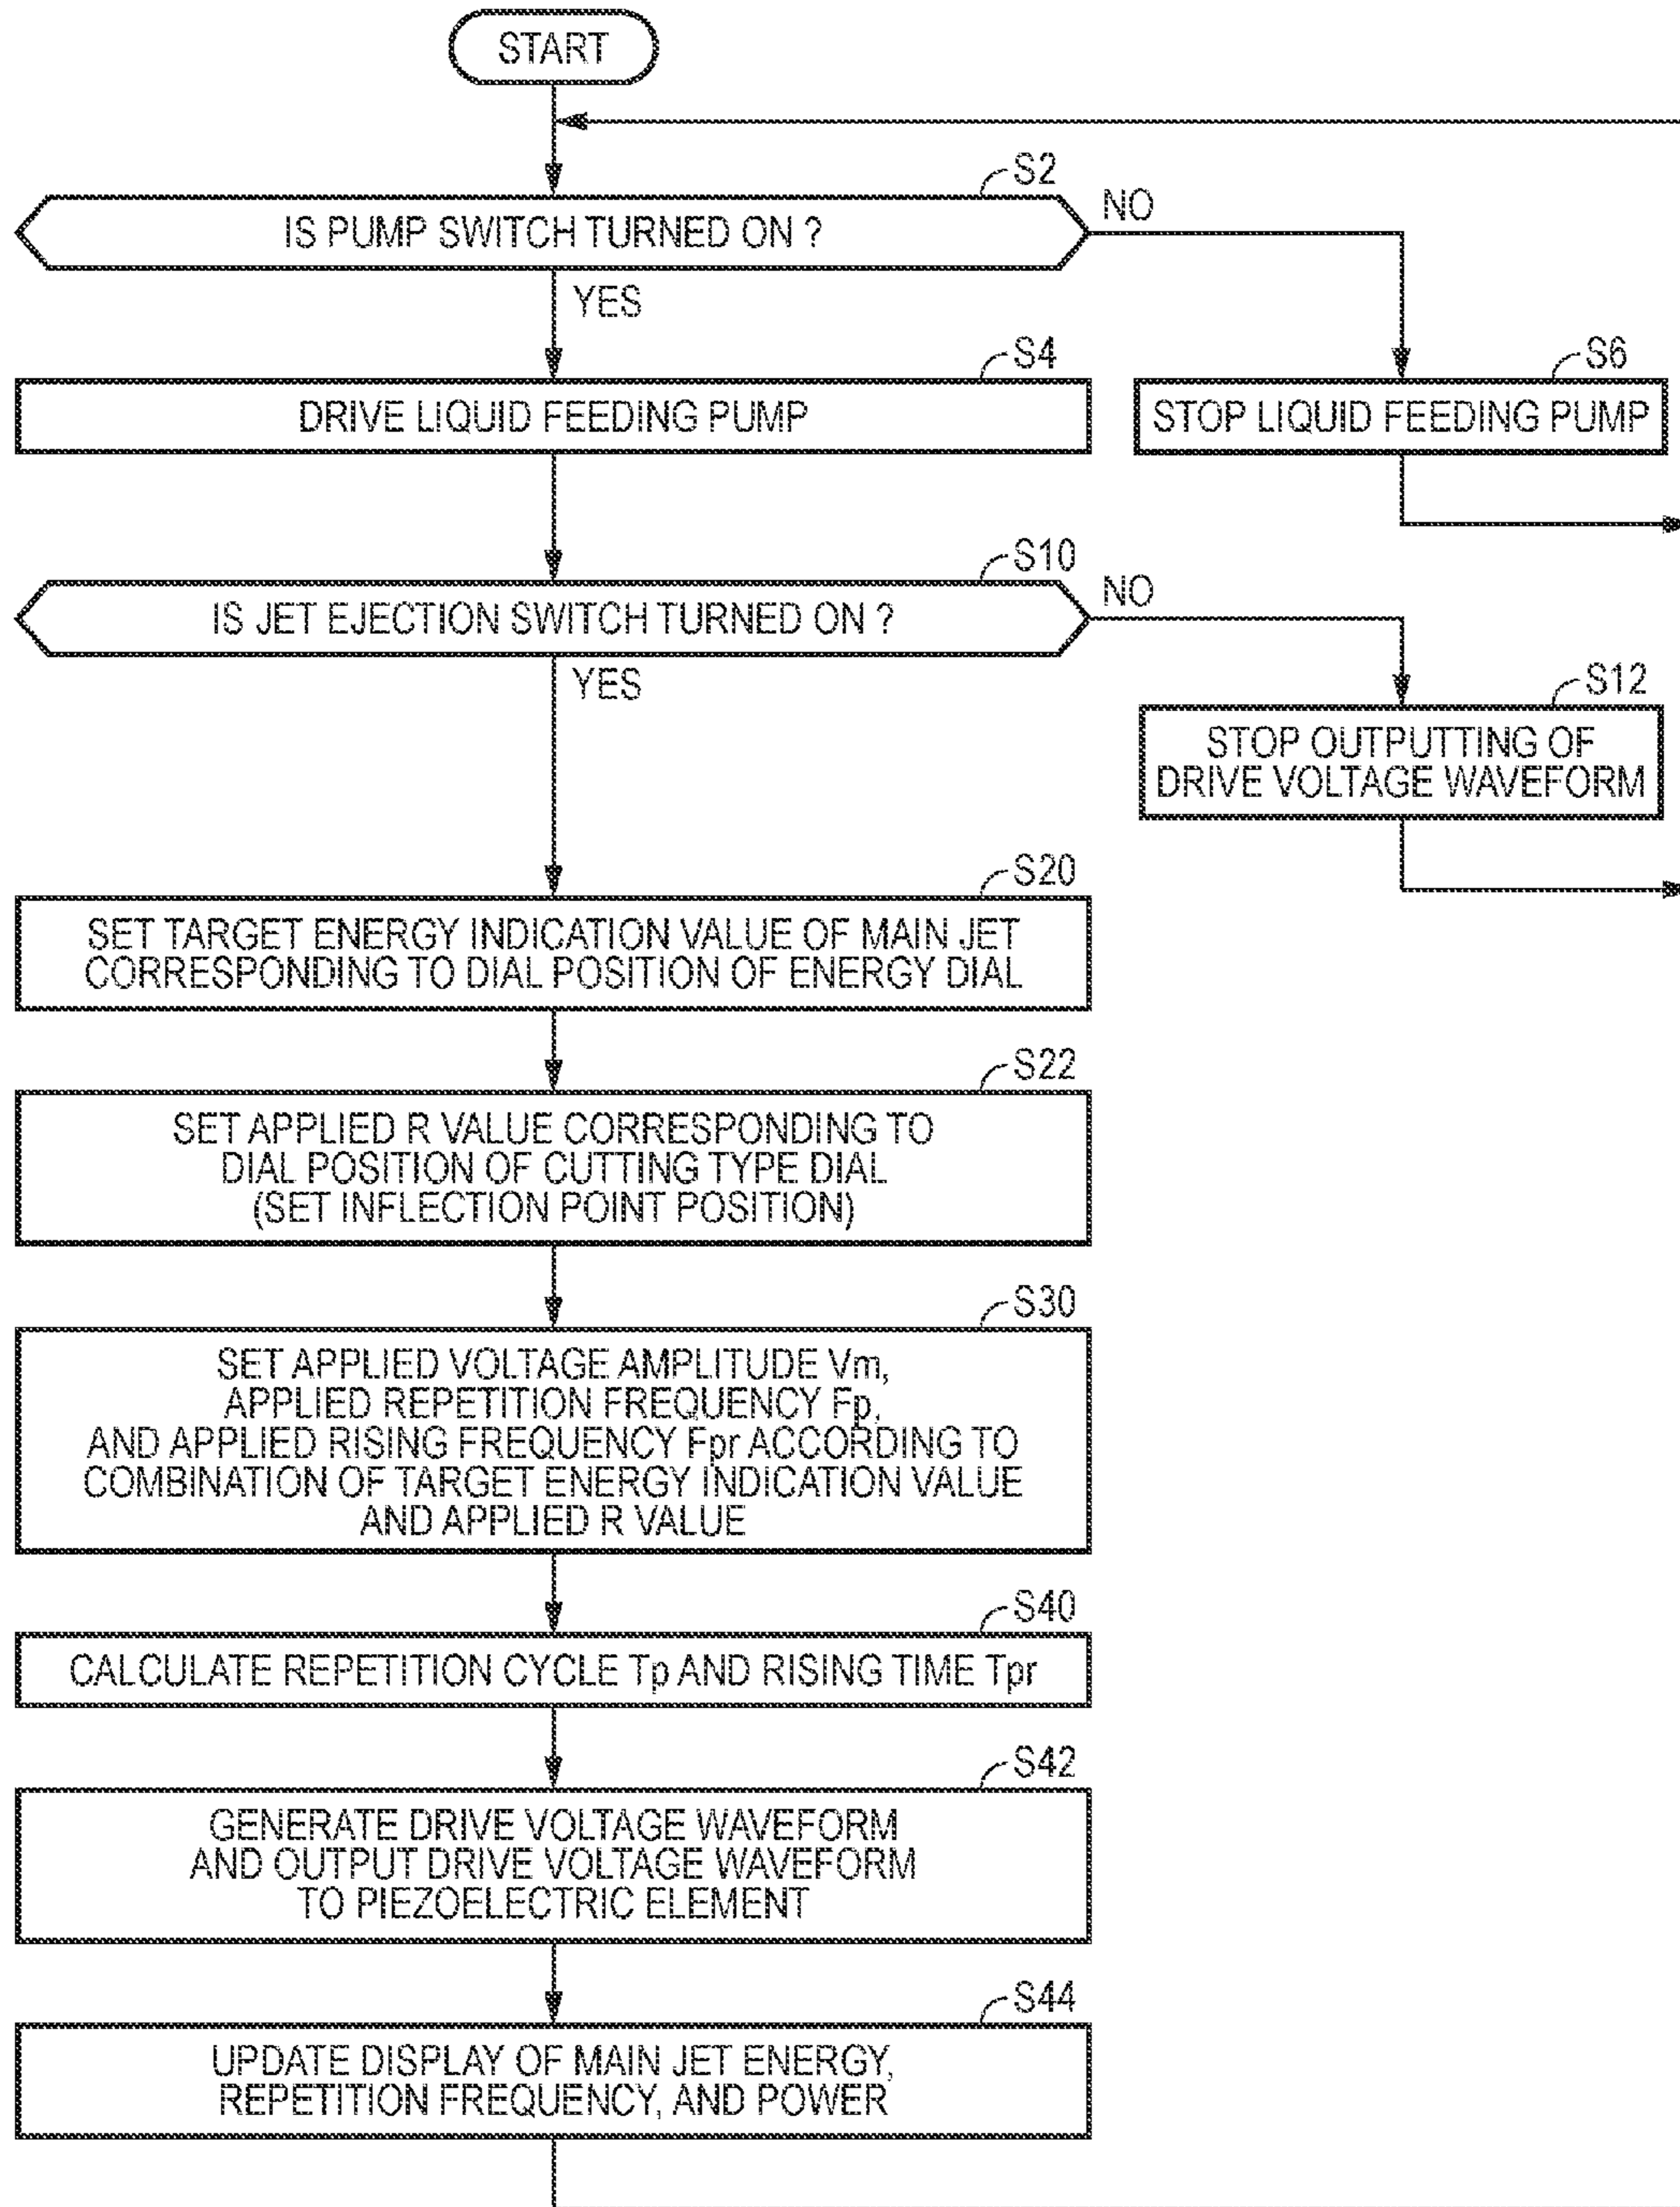 START
S2
IS PUMP SWITCH TURNED ON ?
NO
YES
S4
DRIVE LIQUID FEEDING PUMP
S6
STOP LIQUID FEEDING PUMP
S10
IS JET EJECTION SWITCH TURNED ON ?
NO
YES
S12
STOP OUTPUTTING OF
DRIVE VOLTAGE WAVEFORM
S20
SET TARGET ENERGY INDICATION VALUE OF MAIN JET
CORRESPONDING TO DIAL POSITION OF ENERGY DIAL
S22
SET APPLIED R VALUE CORRESPONDING TO
DIAL POSITION OF CUTTING TYPE DIAL
(SET INFLECTION POINT POSITION)
S30
SET APPLIED VOLTAGE AMPLITUDE Vm,
APPLIED REPETITION FREQUENCY Fp,
AND APPLIED RISING FREQUENCY Fpr ACCORDING TO
COMBINATION OF TARGET ENERGY INDICATION VALUE
AND APPLIED R VALUE
S40
CALCULATE REPETITION CYCLE Tp AND RISING TIME Tpr
S42
GENERATE DRIVE VOLTAGE WAVEFORM
AND OUTPUT DRIVE VOLTAGE WAVEFORM
TO PIEZOELECTRIC ELEMENT
S44
UPDATE DISPLAY OF MAIN JET ENERGY,
REPETITION FREQUENCY, AND POWER